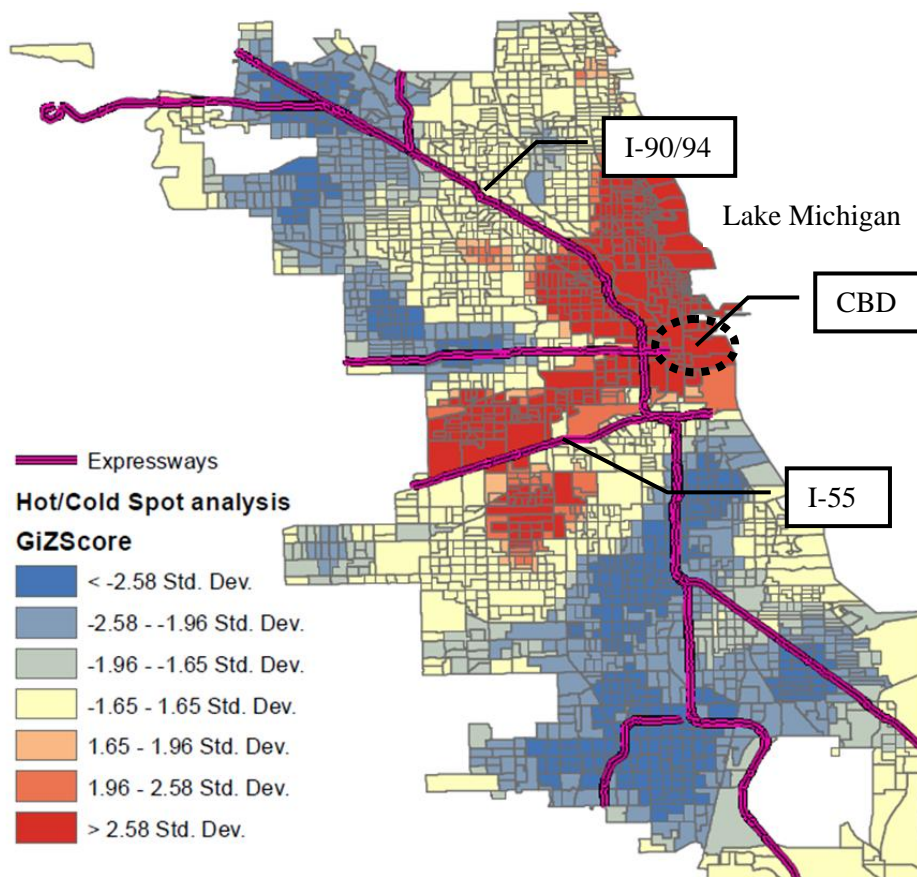 I-90/94
Lake Michigan
CBD
I-55
Expressways
Hot/Cold Spot analysis
GiZScore
< -2.58 Std. Dev.
-2.58 - -1.96 Std. Dev.
-1.96 - -1.65 Std. Dev.
-1.65 - 1.65 Std. Dev.
1.65 - 1.96 Std. Dev.
1.96 - 2.58 Std. Dev.
> 2.58 Std. Dev.